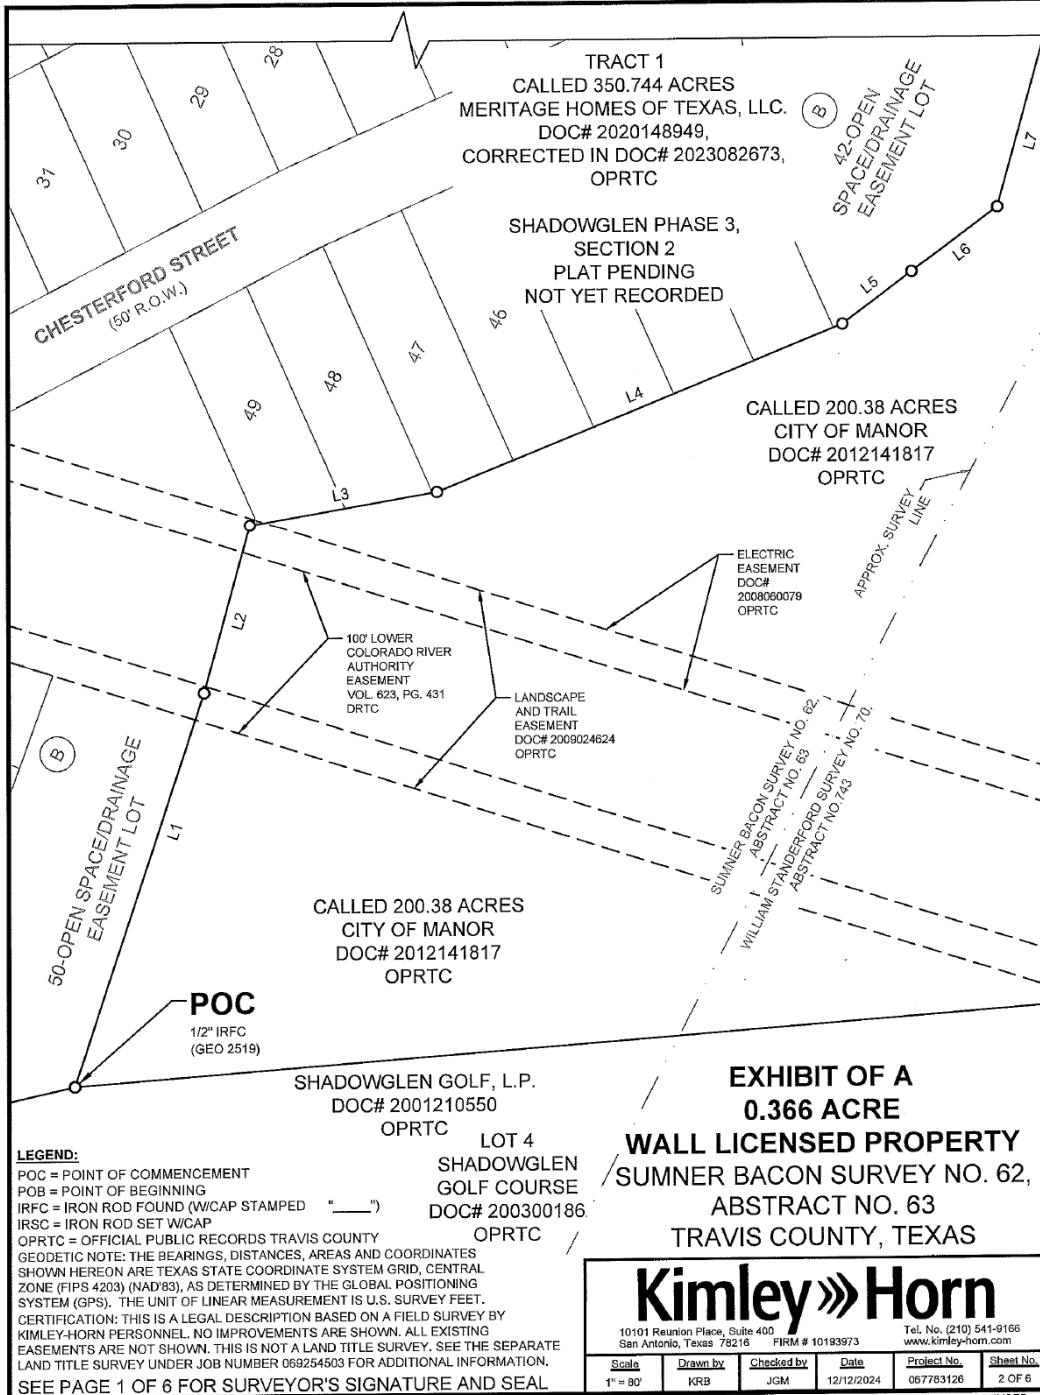 TRACT 1
CALLED 350.744 ACRES
MERITAGE HOMES OF TEXAS, LLC.
DOC# 2020148949,
CORRECTED IN DOC# 2023082673,
OPRTC
B
42-OPEN
SPACE/DRAINAGE
EASEMENT LOT
L7
28
29
30
31
CHESTERFORD STREET
(50' R.O.W.)
SHADOWGLEN PHASE 3,
SECTION 2
PLAT PENDING
NOT YET RECORDED
L6
L5
46
47
48
49
L4
L3
CALLED 200.38 ACRES
CITY OF MANOR
DOC# 2012141817
OPRTC
APPROX. SURVEY
LINE
ELECTRIC
EASEMENT
DOC#
2008060079
OPRTC
L2
100' LOWER
COLORADO RIVER
AUTHORITY
EASEMENT
VOL. 623, PG. 431
DRTC
LANDSCAPE
AND TRAIL
EASEMENT
DOC# 2009024624
OPRTC
SUMNER BACON SURVEY NO. 62,
ABSTRACT NO. 63
WILLIAM STANDERFORD SURVEY NO. 70,
ABSTRACT NO.743
B
50-OPEN SPACE/DRAINAGE
EASEMENT LOT
L1
CALLED 200.38 ACRES
CITY OF MANOR
DOC# 2012141817
OPRTC
POC
1/2" IRFC
(GEO 2519)
SHADOWGLEN GOLF, L.P.
DOC# 2001210550
OPRTC
LOT 4
SHADOWGLEN
GOLF COURSE
DOC# 200300186
OPRTC
EXHIBIT OF A
0.366 ACRE
WALL LICENSED PROPERTY
SUMNER BACON SURVEY NO. 62,
ABSTRACT NO. 63
TRAVIS COUNTY, TEXAS
LEGEND:
POC = POINT OF COMMENCEMENT
POB = POINT OF BEGINNING
IRFC = IRON ROD FOUND (W/CAP STAMPED "_____")
IRSC = IRON ROD SET W/CAP
OPRTC = OFFICIAL PUBLIC RECORDS TRAVIS COUNTY
GEODETIC NOTE: THE BEARINGS, DISTANCES, AREAS AND COORDINATES
SHOWN HEREON ARE TEXAS STATE COORDINATE SYSTEM GRID, CENTRAL
ZONE (FIPS 4203) (NAD'83), AS DETERMINED BY THE GLOBAL POSITIONING
SYSTEM (GPS). THE UNIT OF LINEAR MEASUREMENT IS U.S. SURVEY FEET.
CERTIFICATION: THIS IS A LEGAL DESCRIPTION BASED ON A FIELD SURVEY BY
KIMLEY-HORN PERSONNEL. NO IMPROVEMENTS ARE SHOWN. ALL EXISTING
EASEMENTS ARE NOT SHOWN. THIS IS NOT A LAND TITLE SURVEY. SEE THE SEPARATE
LAND TITLE SURVEY UNDER JOB NUMBER 069254503 FOR ADDITIONAL INFORMATION.
SEE PAGE 1 OF 6 FOR SURVEYOR'S SIGNATURE AND SEAL
Kimley»Horn
10101 Reunion Place, Suite 400
San Antonio, Texas 78216 FIRM # 10193973
Tel. No. (210) 541-9166
www.kimley-horn.com
Scale Drawn by Checked by Date Project No. Sheet No.
1" = 80' KRB JGM 12/12/2024 067783126 2 OF 6